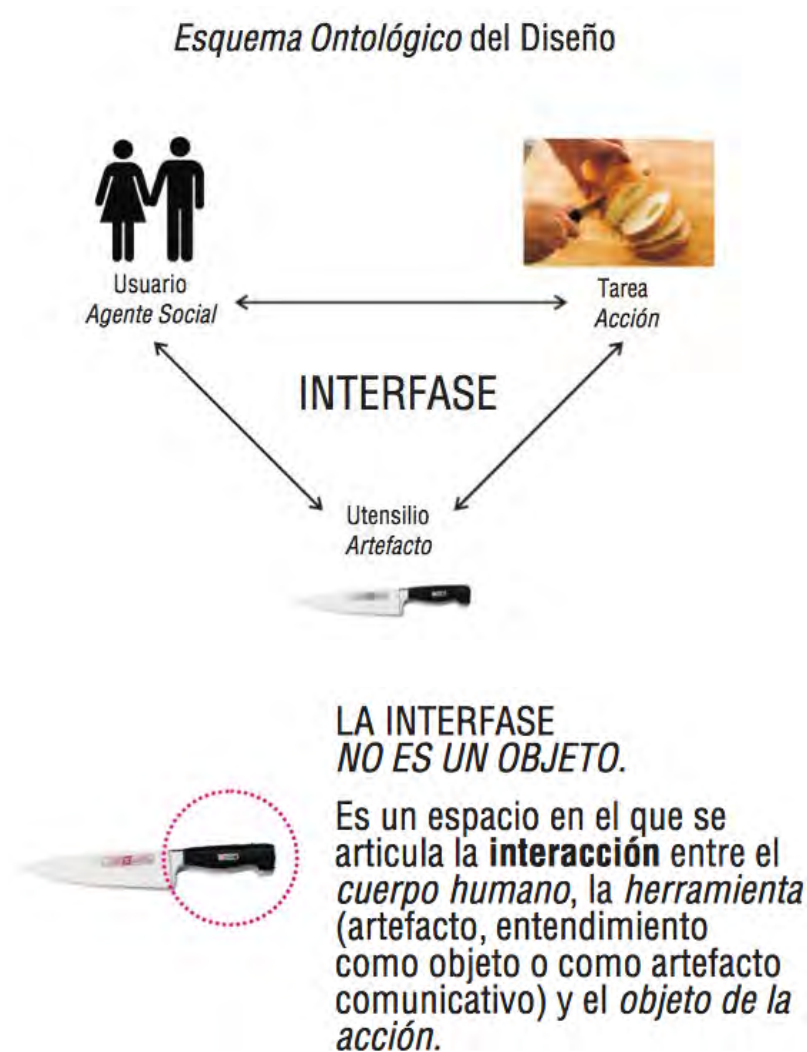 Esquema Ontológico del Diseño
Usuario
Agente Social
Tarea
Acción
INTERFASE
Utensilio
Artefacto
LA INTERFASE
NO ES UN OBJETO.
Es un espacio en el que se
articula la interacción entre el
cuerpo humano, la herramienta
(artefacto, entendimiento
como objeto o como artefacto
comunicativo) y el objeto de la
acción.